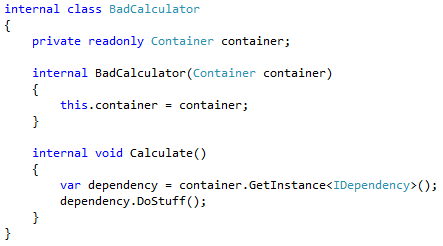 internal class BadCalculator
{
    private readonly Container container;

    internal BadCalculator(Container container)
    {
        this.container = container;
    }

    internal void Calculate()
    {
        var dependency = container.GetInstance<IDependency>();
        dependency.DoStuff();
    }
}